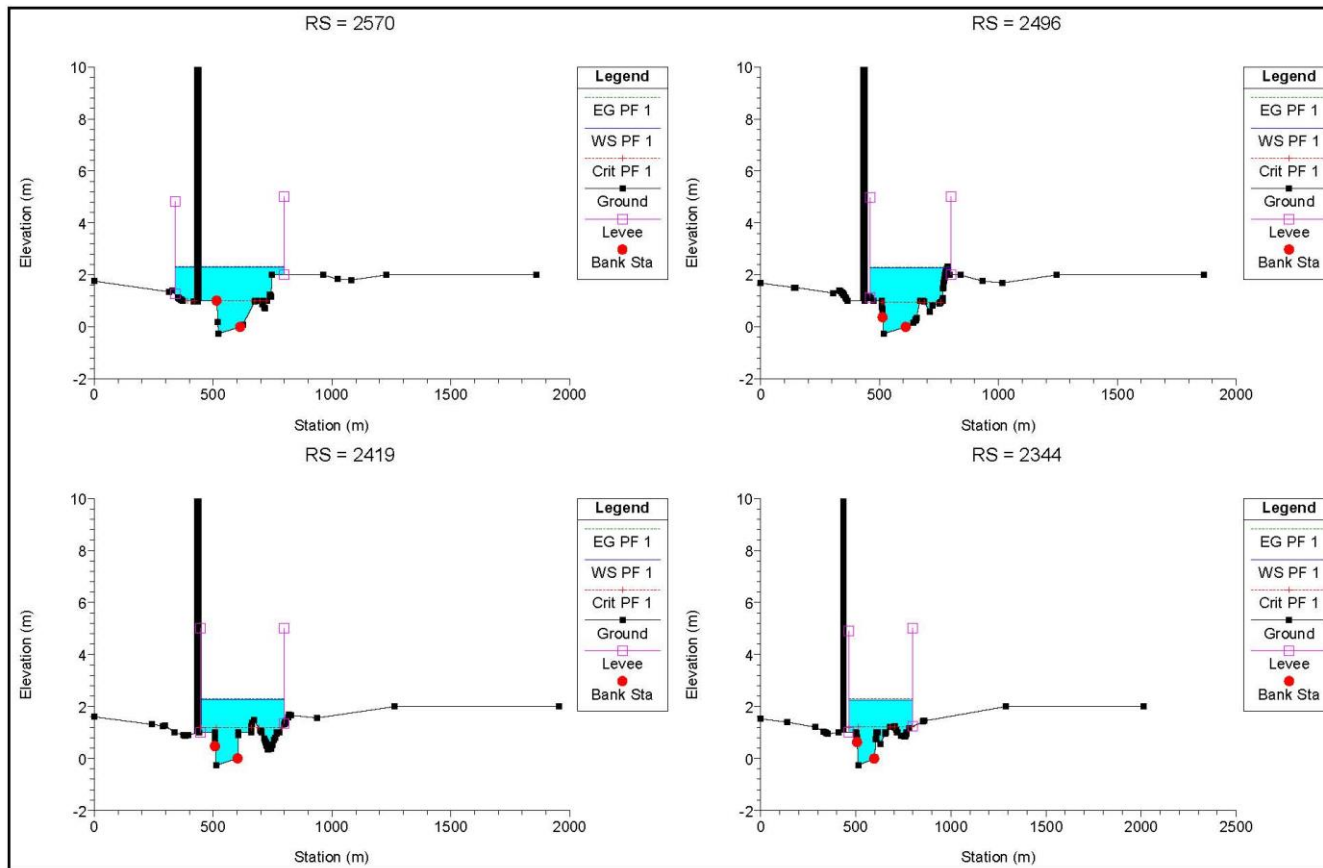 RS = 2570
Elevation (m)
10
8
6
4
2
0
-2
0
500
1000
1500
2000
Station (m)
Legend
EG PF 1
WS PF 1
Crit PF 1
Ground
Levee
Bank Sta
RS = 2496
Elevation (m)
10
8
6
4
2
0
-2
0
500
1000
1500
2000
Station (m)
Legend
EG PF 1
WS PF 1
Crit PF 1
Ground
Levee
Bank Sta
RS = 2419
Elevation (m)
10
8
6
4
2
0
-2
0
500
1000
1500
2000
Station (m)
Legend
EG PF 1
WS PF 1
Crit PF 1
Ground
Levee
Bank Sta
RS = 2344
Elevation (m)
10
8
6
4
2
0
-2
0
500
1000
1500
2000
2500
Station (m)
Legend
EG PF 1
WS PF 1
Crit PF 1
Ground
Levee
Bank Sta